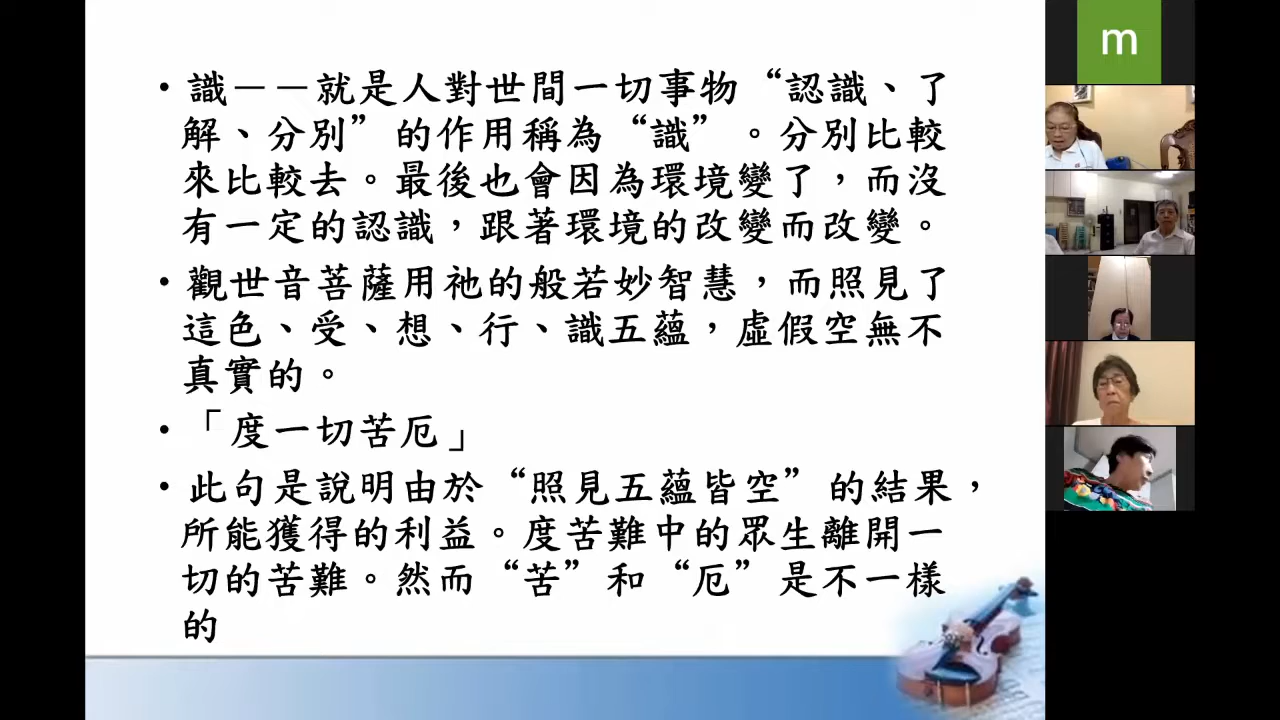 • 識－－就是人對世間一切事物“認識、了
解、分別”的作用稱為“識”。分別比較
來比較去。最後也會因為環境變了，而沒
有一定的認識，跟著環境的改變而改變。
• 觀世音菩薩用祂的般若妙智慧，而照見了
這色、受、想、行、識五蘊，虛假空無不
真實的。
• 「度一切苦厄」
• 此句是說明由於“照見五蘊皆空”的結果，
所能獲得的利益。度苦難中的眾生離開一
切的苦難。然而“苦”和“厄”是不一樣
的
m